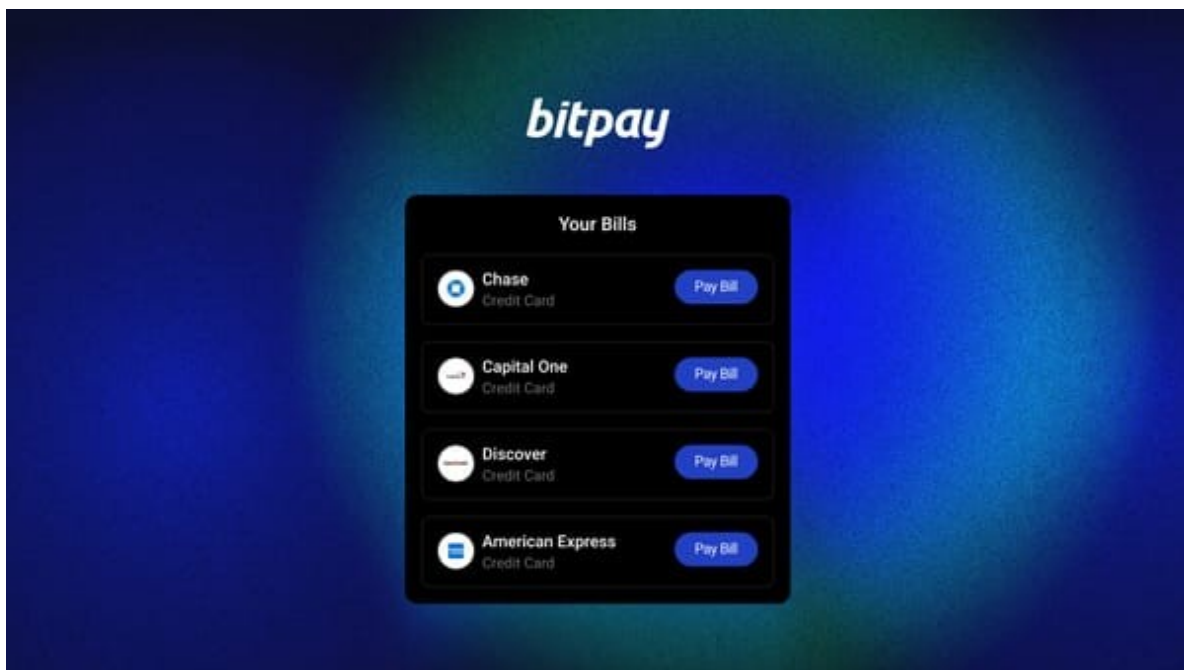 bitpay
Your Bills
Chase
Credit Card
Pay Bill
Capital One
Credit Card
Pay Bill
Discover
Credit Card
Pay Bill
American Express
Credit Card
Pay Bill